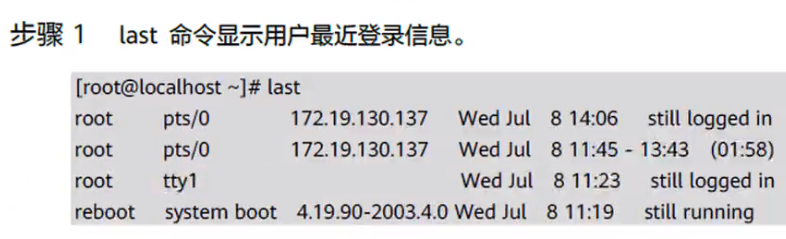 步骤 1 last 命令显示用户最近登录信息。
[root@localhost ~]# last
root pts/0 172.19.130.137 Wed Jul 8 14:06 still logged in
root pts/0 172.19.130.137 Wed Jul 8 11:45 - 13:43 (01:58)
root tty1 Wed Jul 8 11:23 still logged in
reboot system boot 4.19.90-2003.4.0 Wed Jul 8 11:19 still running